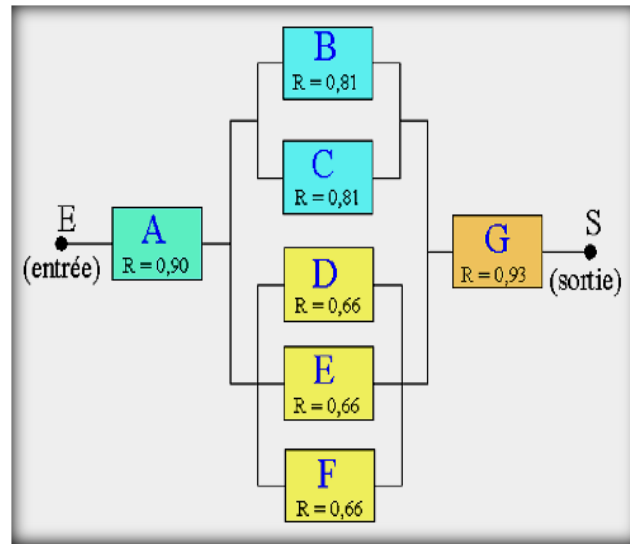 B
R = 0,81
C
R = 0,81
E
(entrée)
A
R = 0,90
D
R = 0,66
E
R = 0,66
F
R = 0,66
G
R = 0,93
S
(sortie)